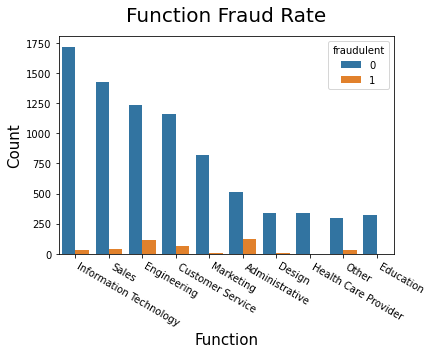 Function Fraud Rate
fraudulent
0
1
Count
1750
1500
1250
1000
750
500
250
0
Information Technology
Sales
Engineering
Customer Service
Marketing
Administrative
Design
Health Care Provider
Other
Education
Function